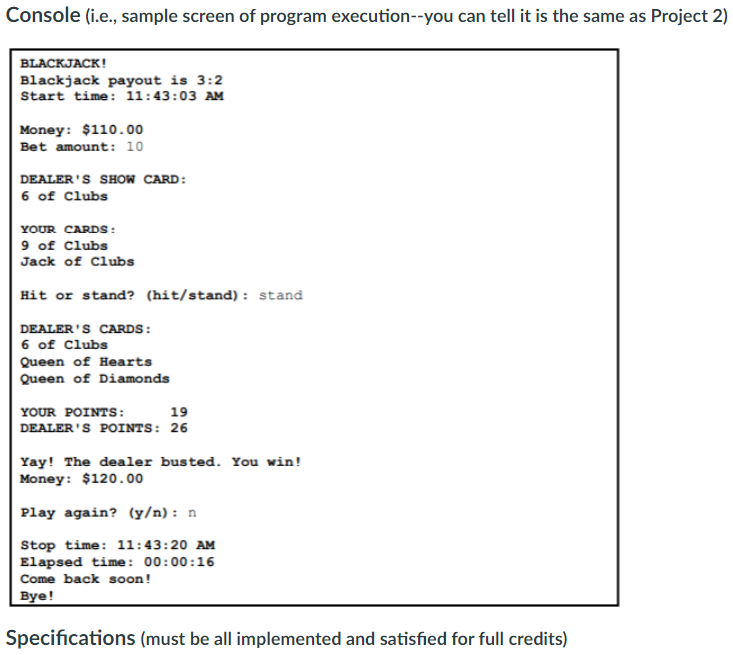 Console (i.e., sample screen of program execution--you can tell it is the same as Project 2)
BLACKJACK!
Blackjack payout is 3:2
Start time: 11:43:03 AM
Money: $110.00
Bet amount: 10
DEALER'S SHOW CARD:
6 of Clubs
YOUR CARDS:
9 of Clubs
Jack of Clubs
Hit or stand? (hit/stand): stand
DEALER'S CARDS:
6 of Clubs
Queen of Hearts
Queen of Diamonds
YOUR POINTS: 19
DEALER'S POINTS: 26
Yay! The dealer busted. You win!
Money: $120.00
Play again? (y/n): n
Stop time: 11:43:20 AM
Elapsed time: 00:00:16
Come back soon!
Bye!
Specifications (must be all implemented and satisfied for full credits)